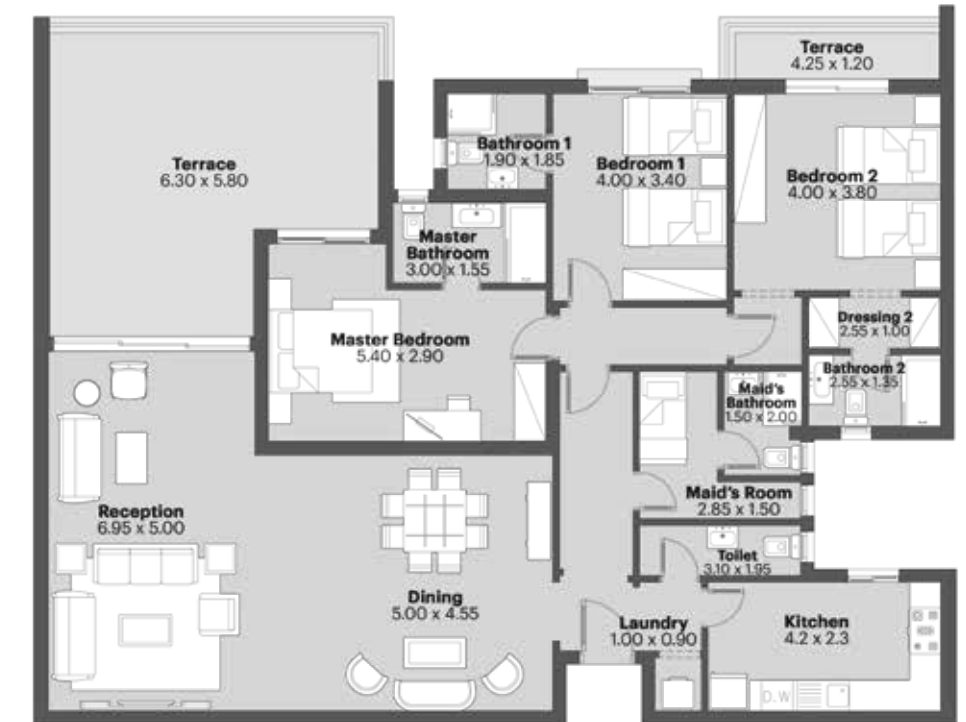 Terrace
4.25 x 1.20
Terrace
6.30 x 5.80
Bathroom 1
1.90 x 1.85
Bedroom 1
4.00 x 3.40
Bedroom 2
4.00 x 3.80
Master
Bathroom
3.00 x 1.55
Master Bedroom
5.40 x 2.90
Dressing 2
2.55 x 1.00
Bathroom 2
2.55 x 1.35
Maid's
Bathroom
1.50 x 2.00
Maid's Room
2.85 x 1.50
Reception
6.95 x 5.00
Toilet
3.10 x 1.95
Dining
5.00 x 4.55
Laundry
1.00 x 0.90
Kitchen
4.2 x 2.3
D.W